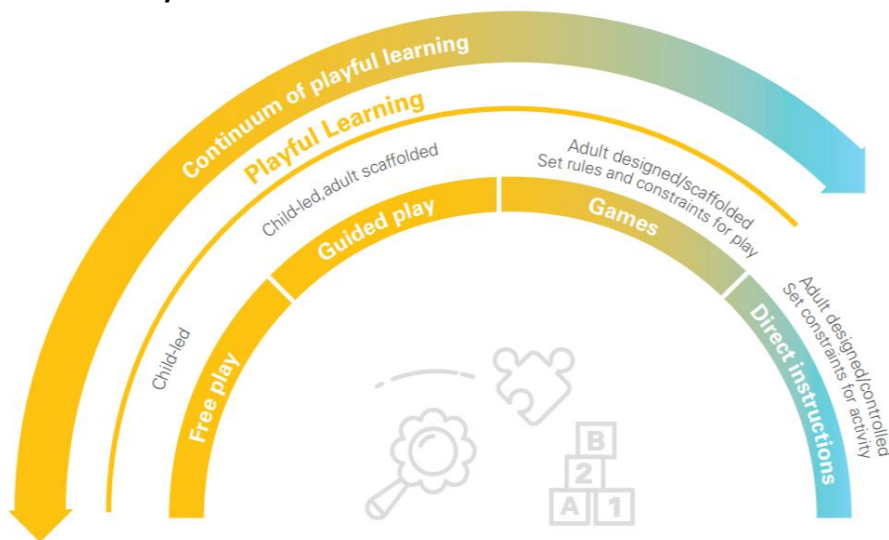 Continuum of playful learning
Playful Learning
Child-led
Free play
Child-led,adult scaffolded
Guided play
Adult designed/scaffolded
Set rules and constraints for play
Games
Adult designed/controlled
Set constraints for activity
Direct instructions
B
2
A 1